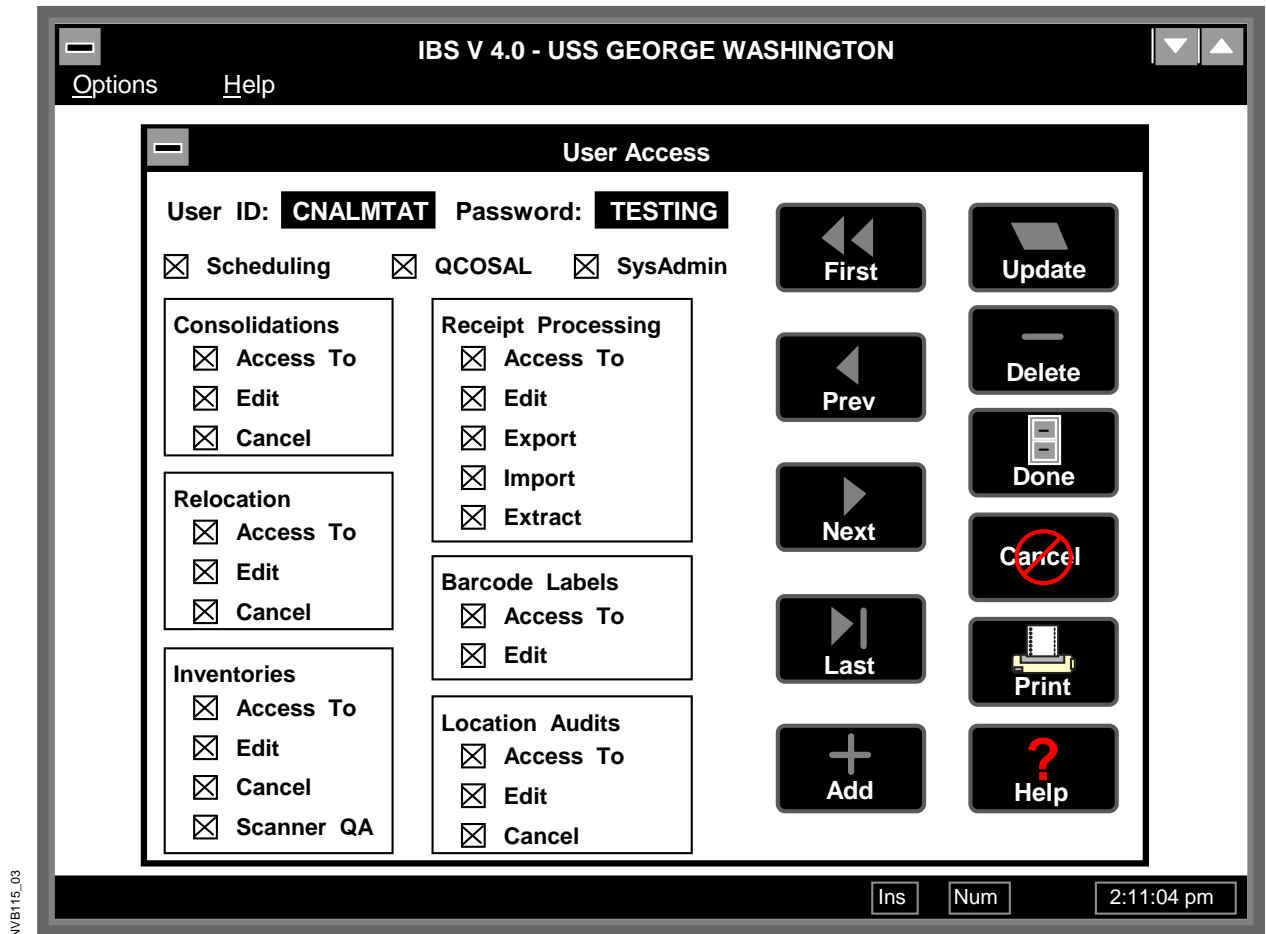 IBS V 4.0 - USS GEORGE WASHINGTON
Options Help
User Access
User ID: CNALMTAT Password: TESTING
Scheduling QCOSAL SysAdmin
Consolidations
Access To
Edit
Cancel
Relocation
Access To
Edit
Cancel
Inventories
Access To
Edit
Cancel
Scanner QA
Receipt Processing
Access To
Edit
Export
Import
Extract
Barcode Labels
Access To
Edit
Location Audits
Access To
Edit
Cancel
First
Prev
Next
Last
Add
Update
Delete
Done
Cancel
Print
? Help
Ins Num 2:11:04 pm
NVB115_03